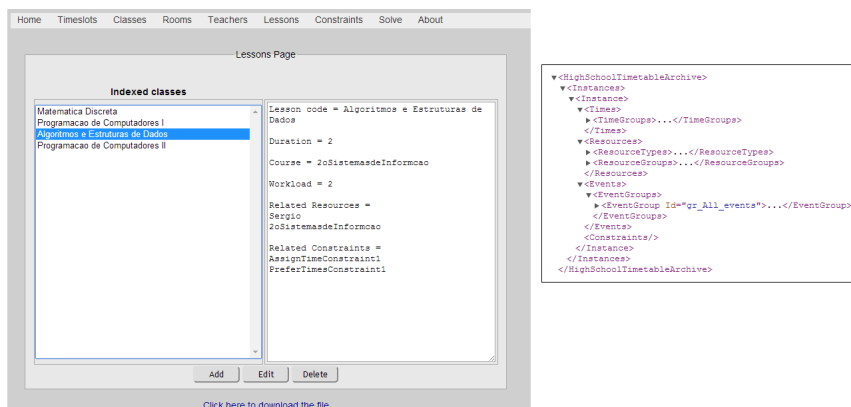 Home Timeslots Classes Rooms Teachers Lessons Constraints Solve About
Lessons Page
Indexed classes
Matematica Discreta
Programacao de Computadores I
Algoritmos e Estruturas de Dados
Programacao de Computadores II
Lesson code = Algoritmos e Estruturas de
Dados
Duration = 2
Course = 2oSistemasdeInformcao
Workload = 2
Related Resources =
Sergio
2oSistemasdeInformcao
Related Constraints =
AssignTimeConstraint1
PreferTimesConstraint1
Add Edit Delete
Click here to download the file
▼<HighSchoolTimetableArchive>
▼<Instances>
▼<Instance>
▼<Times>
▶<TimeGroups>...</TimeGroups>
</Times>
▼<Resources>
▶<ResourceTypes>...</ResourceTypes>
▶<ResourceGroups>...</ResourceGroups>
</Resources>
▼<Events>
▼<EventGroups>
▶<EventGroup Id="gr_All_events">...</EventGroup>
</EventGroups>
</Events>
<Constraints/>
</Instance>
</Instances>
</HighSchoolTimetableArchive>